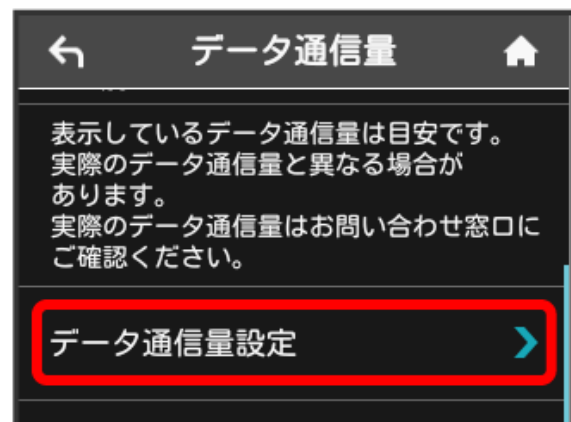 データ通信量
表示しているデータ通信量は目安です。
実際のデータ通信量と異なる場合が
あります。
実際のデータ通信量はお問い合わせ窓口に
ご確認ください。
データ通信量設定